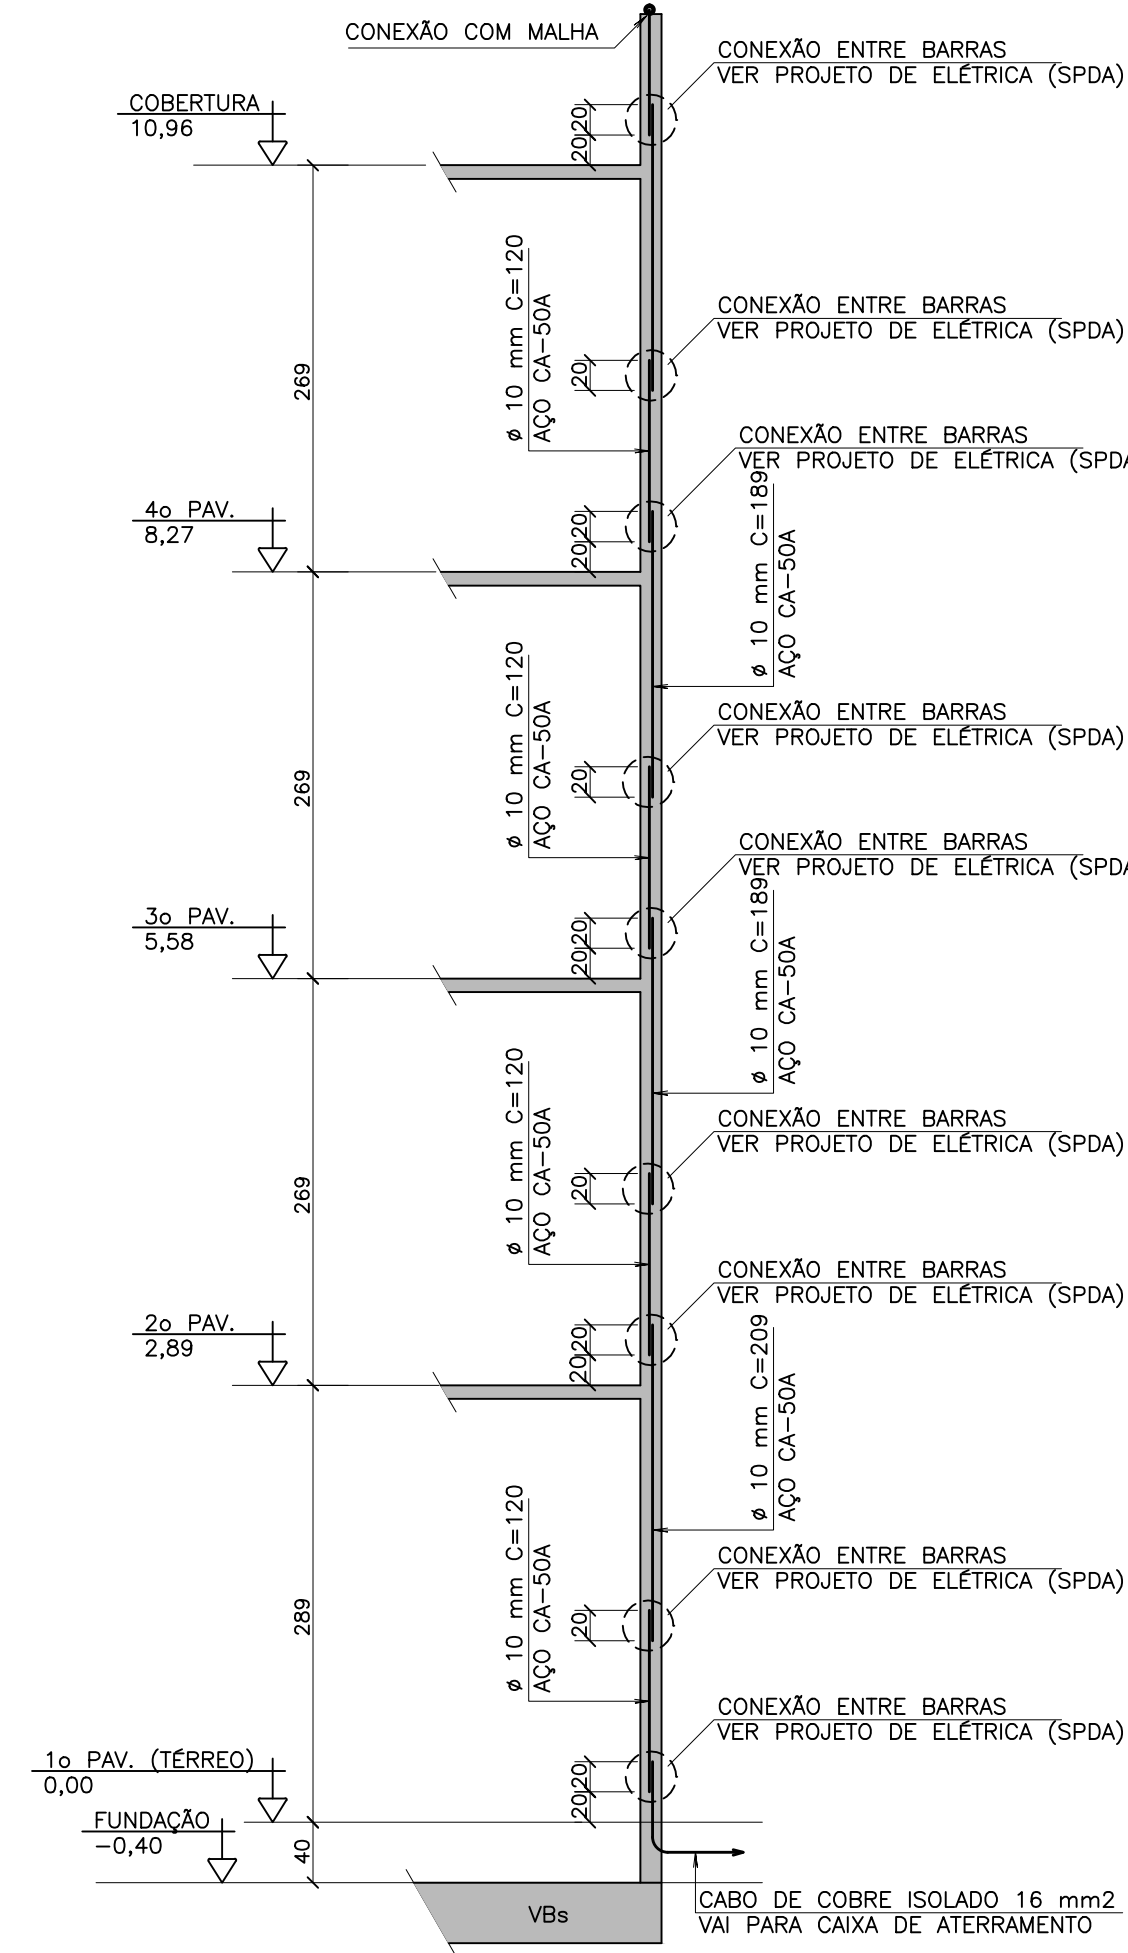 CONEXÃO COM MALHA
CONEXÃO ENTRE BARRAS
VER PROJETO DE ELÉTRICA (SPDA)
COBERTURA
10,96
20
20
ø 10 mm C=120
AÇO CA-50A
CONEXÃO ENTRE BARRAS
VER PROJETO DE ELÉTRICA (SPDA)
269
20
CONEXÃO ENTRE BARRAS
VER PROJETO DE ELÉTRICA (SPDA
4o PAV.
8,27
20
20
ø 10 mm C=189
AÇO CA-50A
ø 10 mm C=120
AÇO CA-50A
CONEXÃO ENTRE BARRAS
VER PROJETO DE ELÉTRICA (SPDA)
269
20
CONEXÃO ENTRE BARRAS
VER PROJETO DE ELÉTRICA (SPDA
3o PAV.
5,58
20
20
ø 10 mm C=189
AÇO CA-50A
ø 10 mm C=120
AÇO CA-50A
CONEXÃO ENTRE BARRAS
VER PROJETO DE ELÉTRICA (SPDA)
269
20
CONEXÃO ENTRE BARRAS
VER PROJETO DE ELÉTRICA (SPDA)
2o PAV.
2,89
20
20
ø 10 mm C=209
AÇO CA-50A
ø 10 mm C=120
AÇO CA-50A
CONEXÃO ENTRE BARRAS
VER PROJETO DE ELÉTRICA (SPDA)
289
20
CONEXÃO ENTRE BARRAS
VER PROJETO DE ELÉTRICA (SPDA)
1o PAV. (TÉRREO)
0,00
20
20
FUNDAÇÃO
-0,40
40
CABO DE COBRE ISOLADO 16 mm2
VAI PARA CAIXA DE ATERRAMENTO
VBs